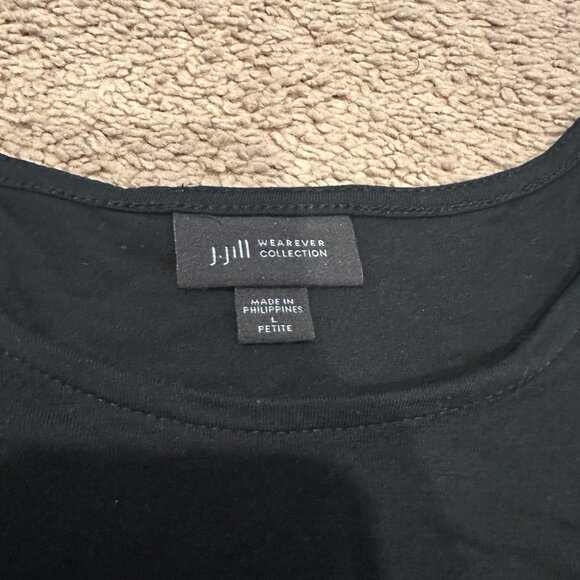 J.Jill WEAREVER
COLLECTION
MADE IN
PHILIPPINES
L
PETITE